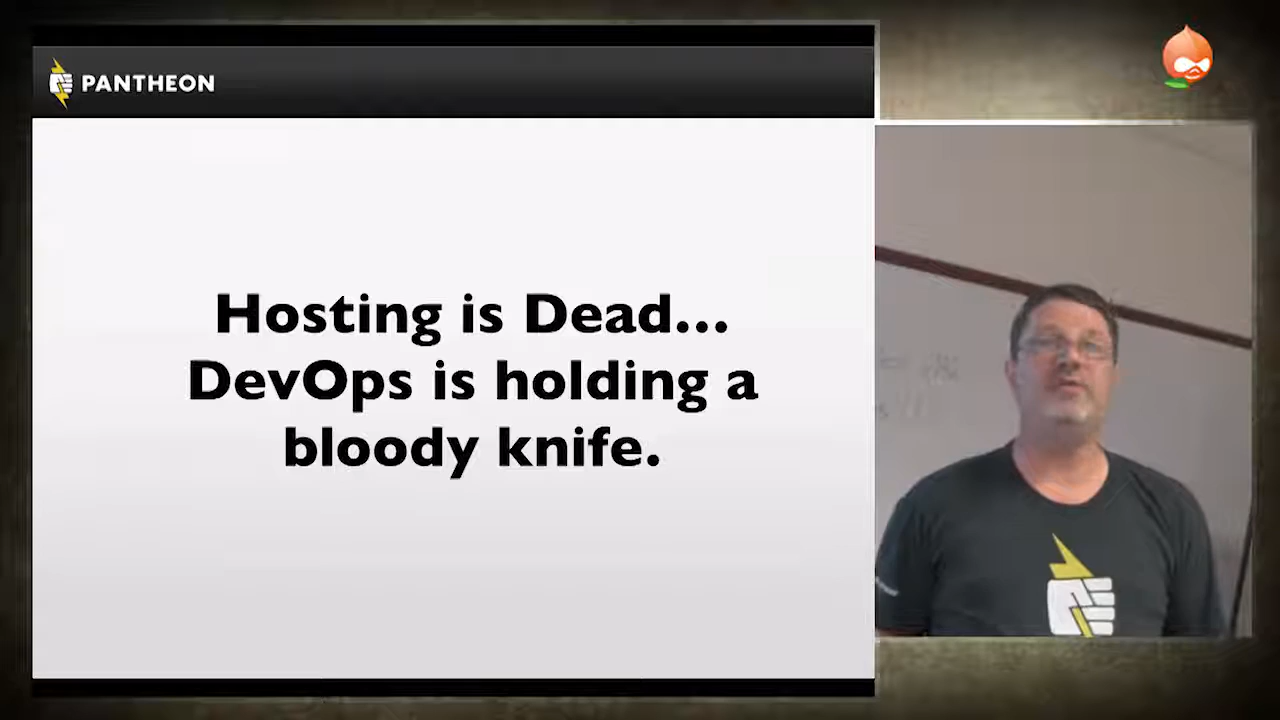 PANTHEON
Hosting is Dead...
DevOps is holding a
bloody knife.